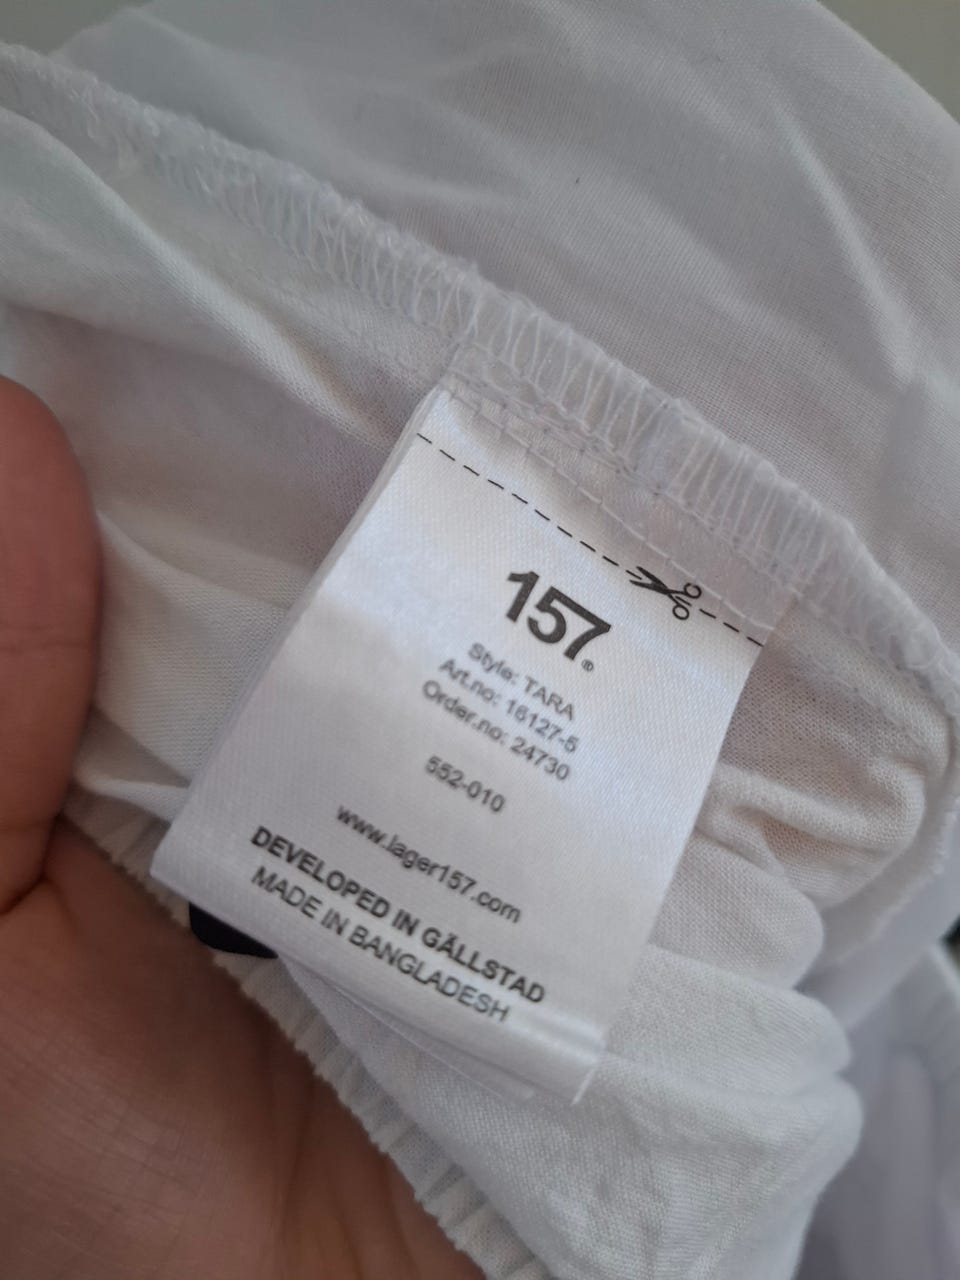 157®
Style: TARA
Art.no: 16127-5
Order.no: 24730
552-010
www.lager157.com
DEVELOPED IN GÄLLSTAD
MADE IN BANGLADESH